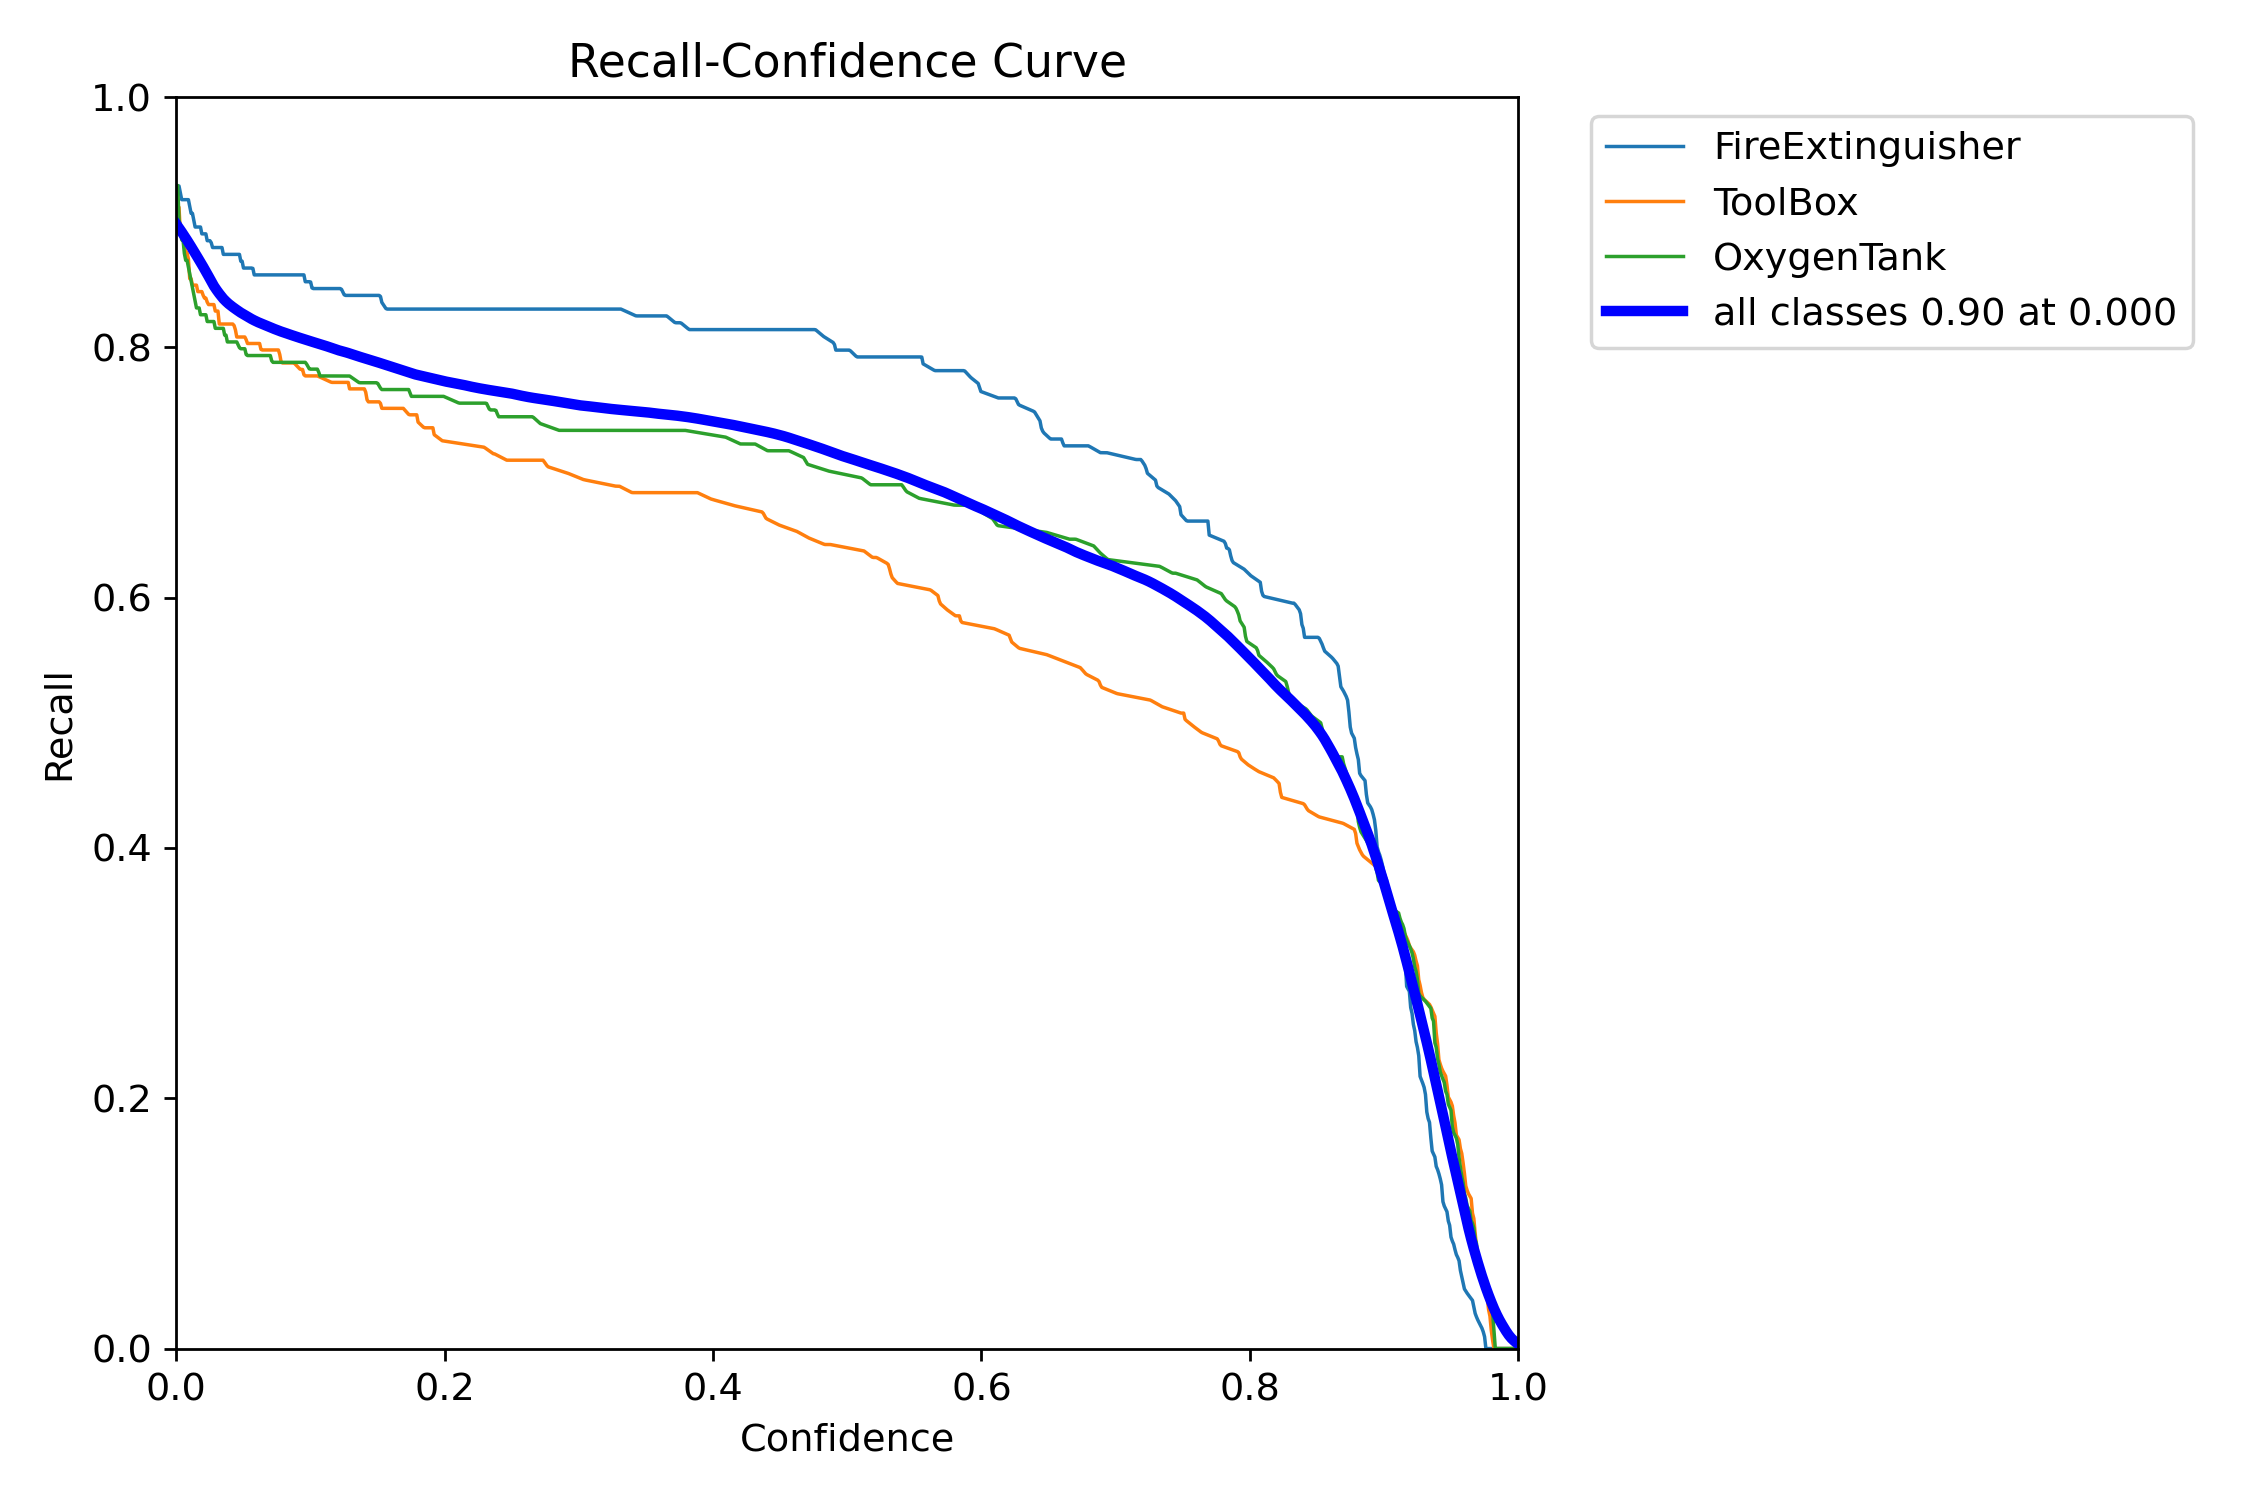 Recall-Confidence Curve
1.0
0.8
0.6
0.4
0.2
0.0
Recall
0.0 0.2 0.4 0.6 0.8 1.0
Confidence
FireExtinguisher
ToolBox
OxygenTank
all classes 0.90 at 0.000